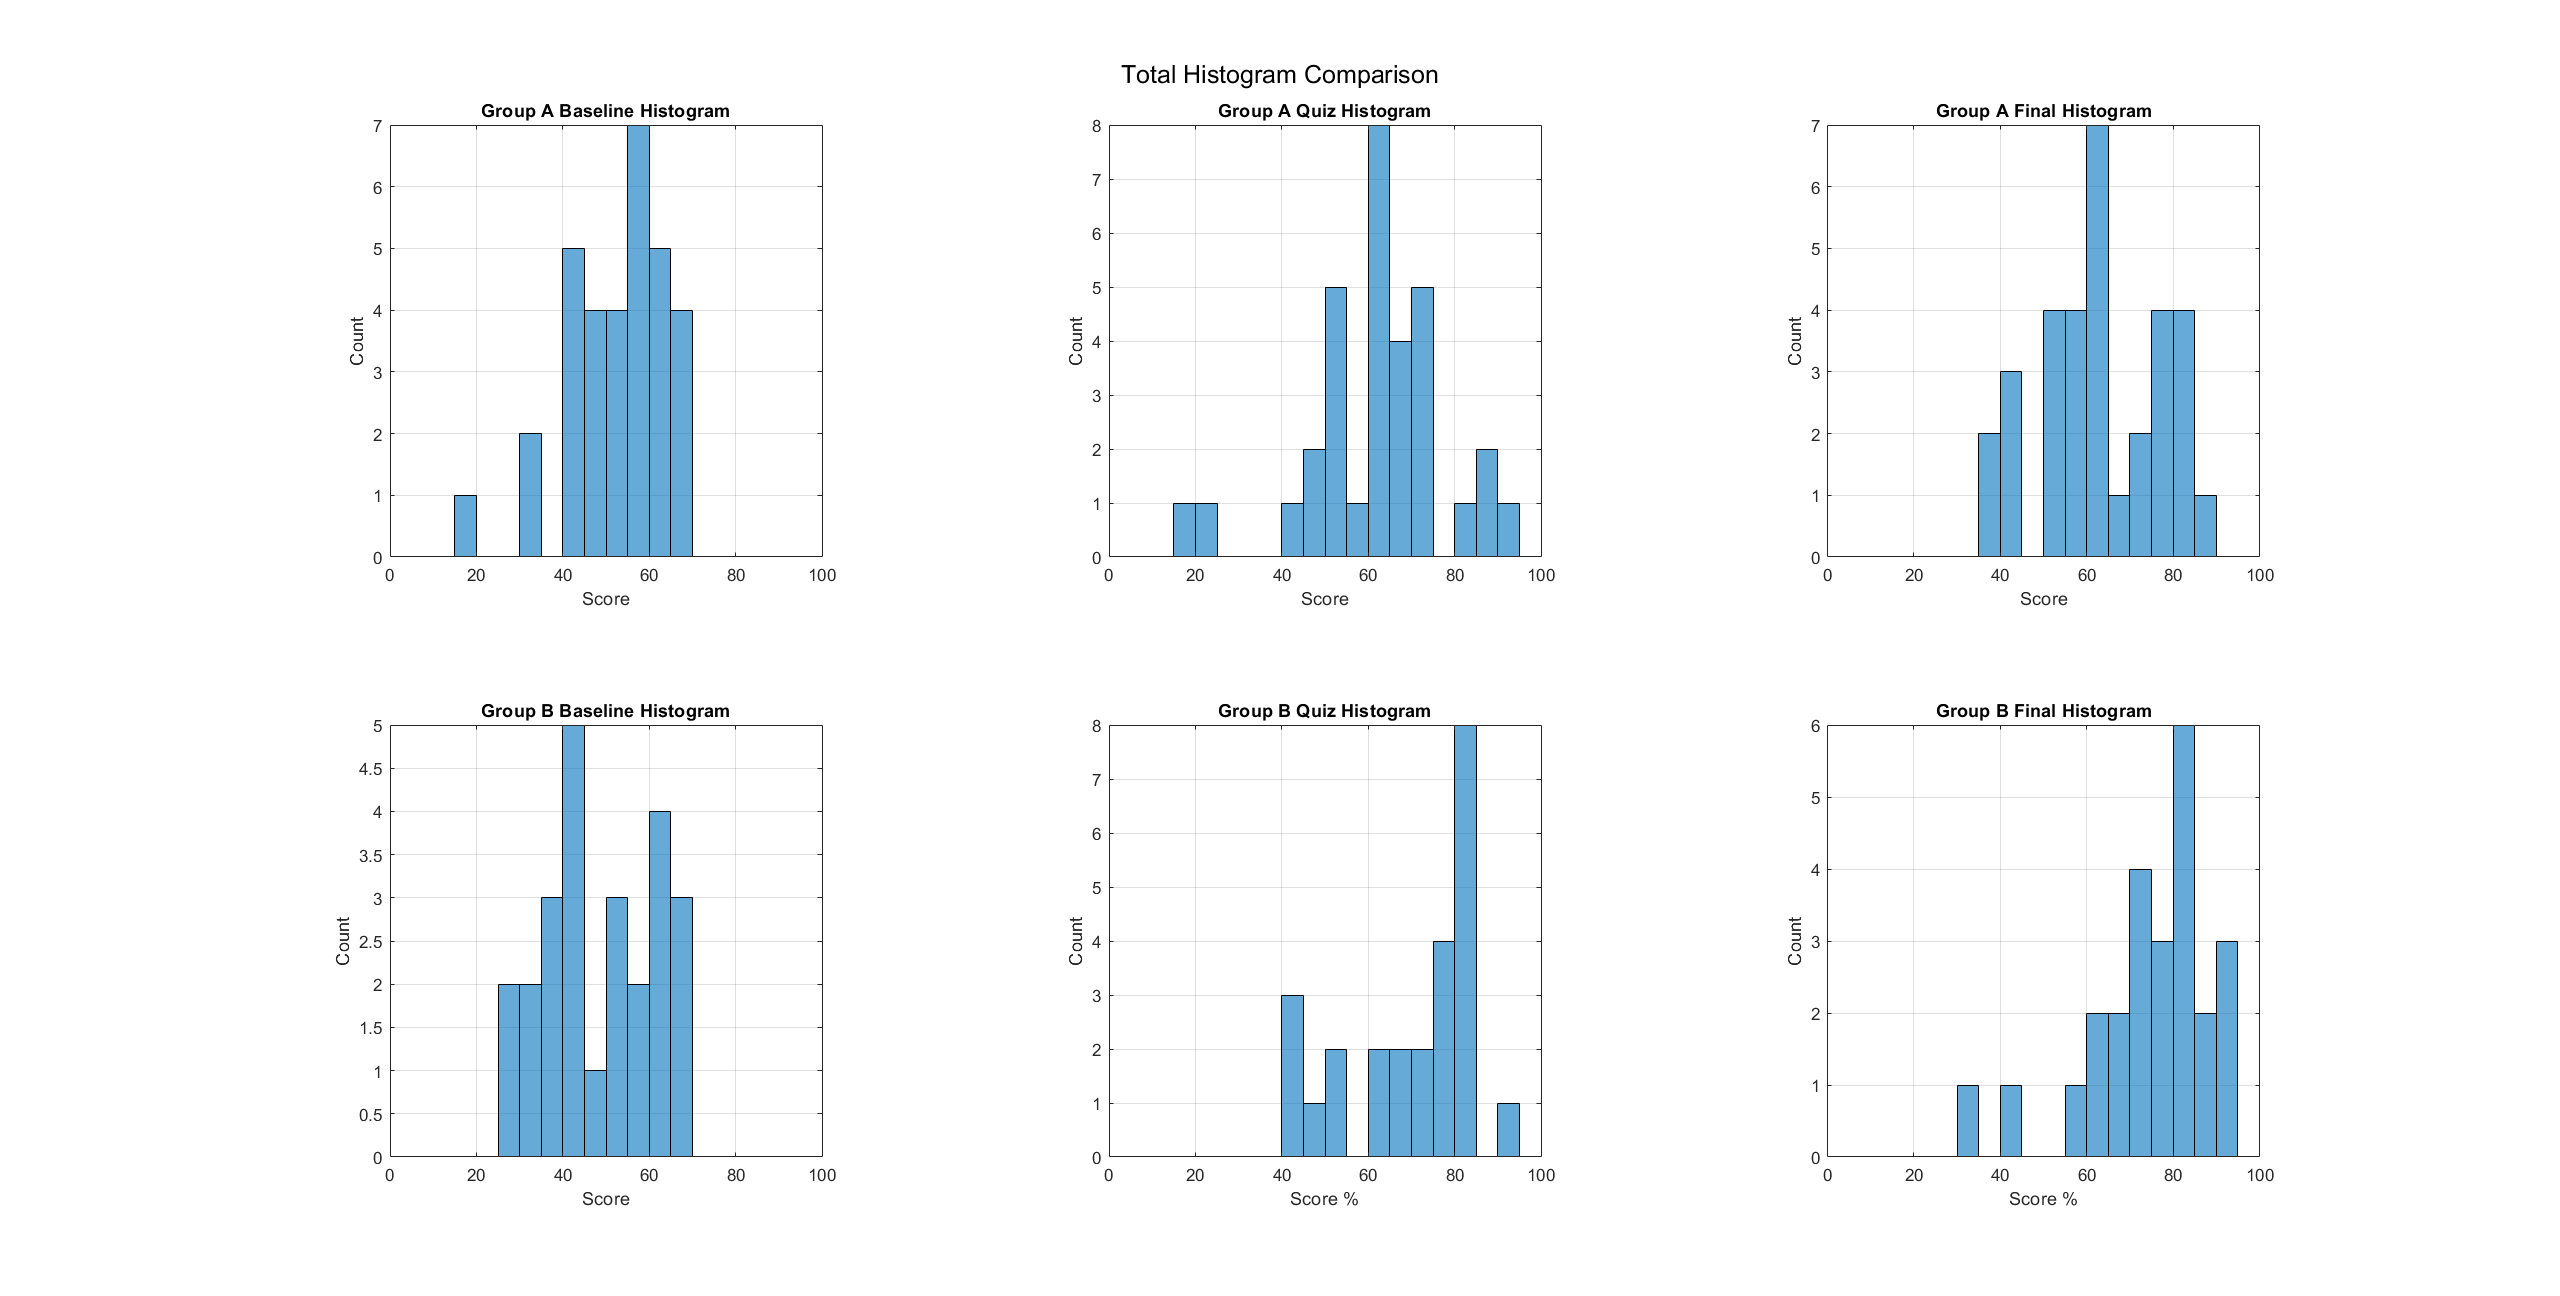 Total Histogram Comparison
Group A Baseline Histogram
7
6
5
4
3
2
1
0
Count
0 20 40 60 80 100
Score
Group A Quiz Histogram
8
7
6
5
4
3
2
1
0
Count
0 20 40 60 80 100
Score
Group A Final Histogram
7
6
5
4
3
2
1
0
Count
0 20 40 60 80 100
Score
Group B Baseline Histogram
5
4.5
4
3.5
3
2.5
2
1.5
1
0.5
0
Count
0 20 40 60 80 100
Score
Group B Quiz Histogram
8
7
6
5
4
3
2
1
0
Count
0 20 40 60 80 100
Score %
Group B Final Histogram
6
5
4
3
2
1
0
Count
0 20 40 60 80 100
Score %